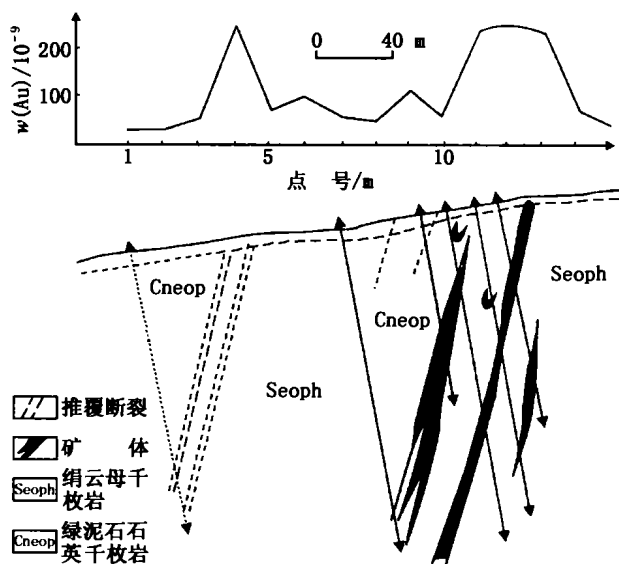 w(Au)/10⁻⁹
200
100
0 40 m
1 5 10
点 号/m
Cneop
Seoph
Cneop
Seoph
推覆断裂
矿 体
Seoph 绢云母千
枚岩
Cneop 绿泥石石
英千枚岩